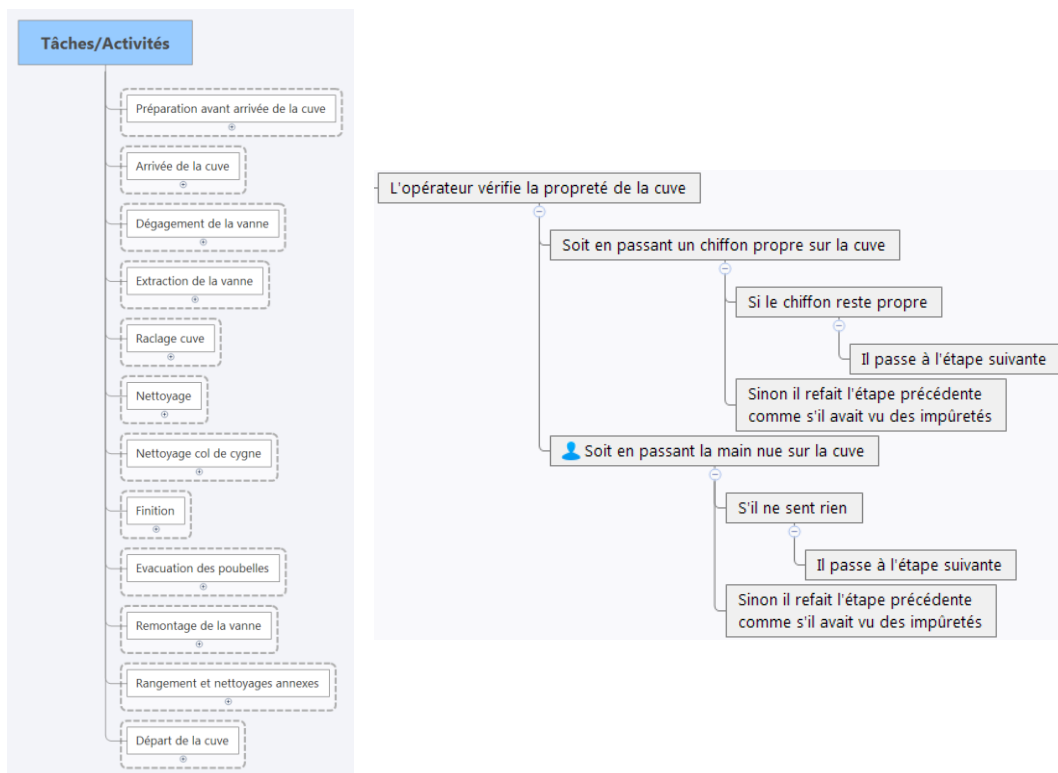 Tâches/Activités
Préparation avant arrivée de la cuve
Arrivée de la cuve
Dégagement de la vanne
Extraction de la vanne
Raclage cuve
Nettoyage
Nettoyage col de cygne
Finition
Evacuation des poubelles
Remontage de la vanne
Rangement et nettoyages annexes
Départ de la cuve
L'opérateur vérifie la propreté de la cuve
Soit en passant un chiffon propre sur la cuve
Si le chiffon reste propre
Il passe à l'étape suivante
Sinon il refait l'étape précédente
comme s'il avait vu des impûretés
Soit en passant la main nue sur la cuve
S'il ne sent rien
Il passe à l'étape suivante
Sinon il refait l'étape précédente
comme s'il avait vu des impûretés